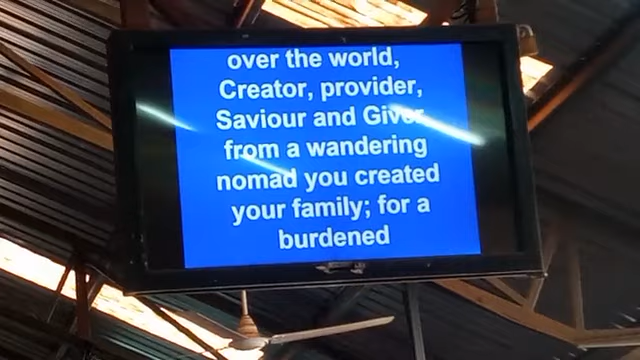 over the world,
Creator, provider,
Saviour and Giver
from a wandering
nomad you created
your family; for a
burdened